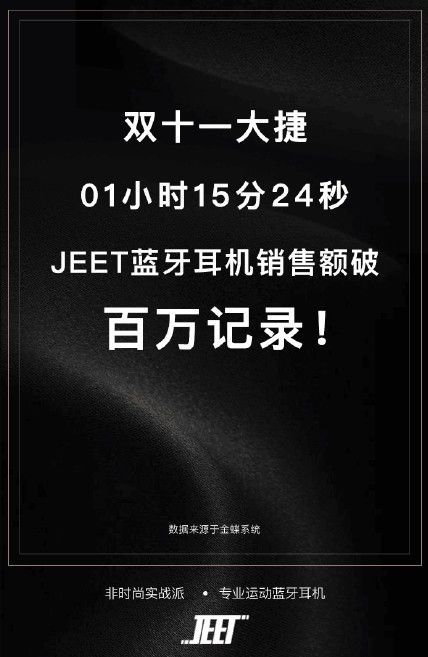 双十一大捷
01小时15分24秒
JEET蓝牙耳机销售额破
百万记录！
数据来源于金蝶系统
非时尚实战派 • 专业运动蓝牙耳机
JEET